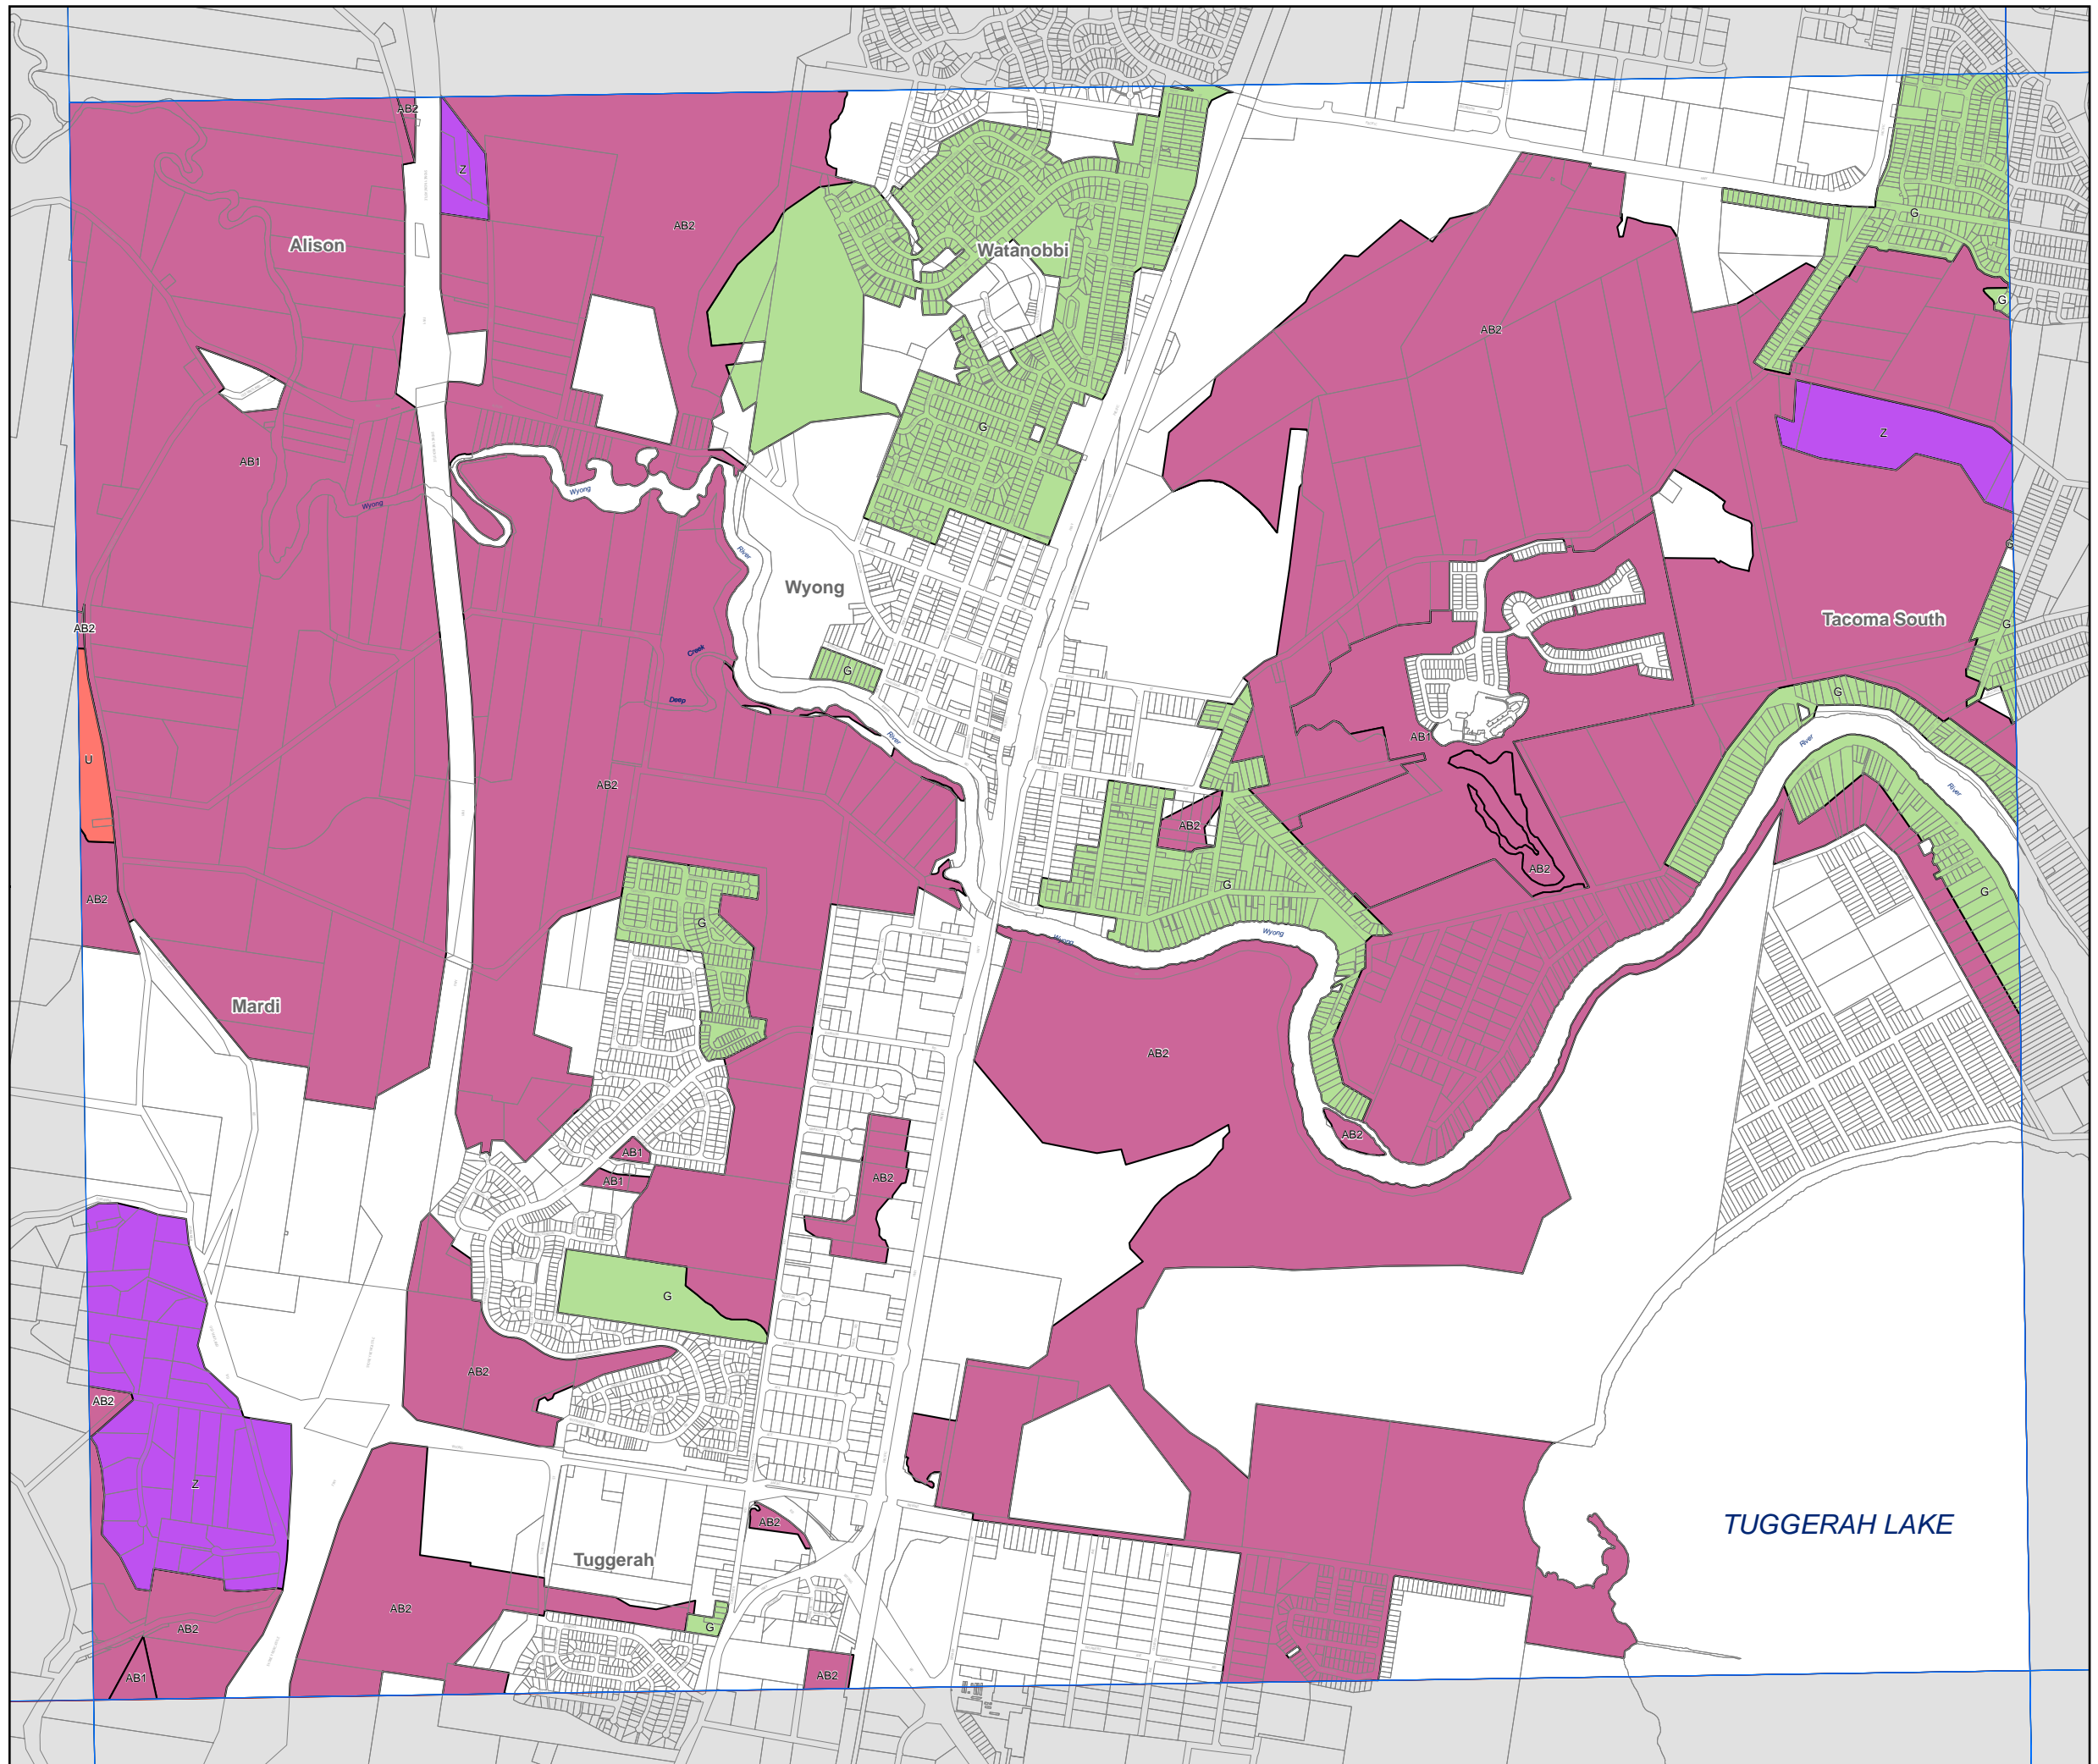 AB2
Z
G
AB2
Alison
Watanobbi
G
AB2
G
Z
AB1
Wyong
Wyong
River
G
Wyong
Tacoma South
G
AB2
Creek
Deep
G
G
River
River
AB1
U
AB2
River
AB2
AB2
G
G
AB2
G
Wyong
Wyong
Mardi
AB2
AB2
AB1
AB2
AB1
G
AB2
AB2
Z
AB2
TUGGERAH LAKE
Tuggerah
AB2
AB2
G
AB1
AB2